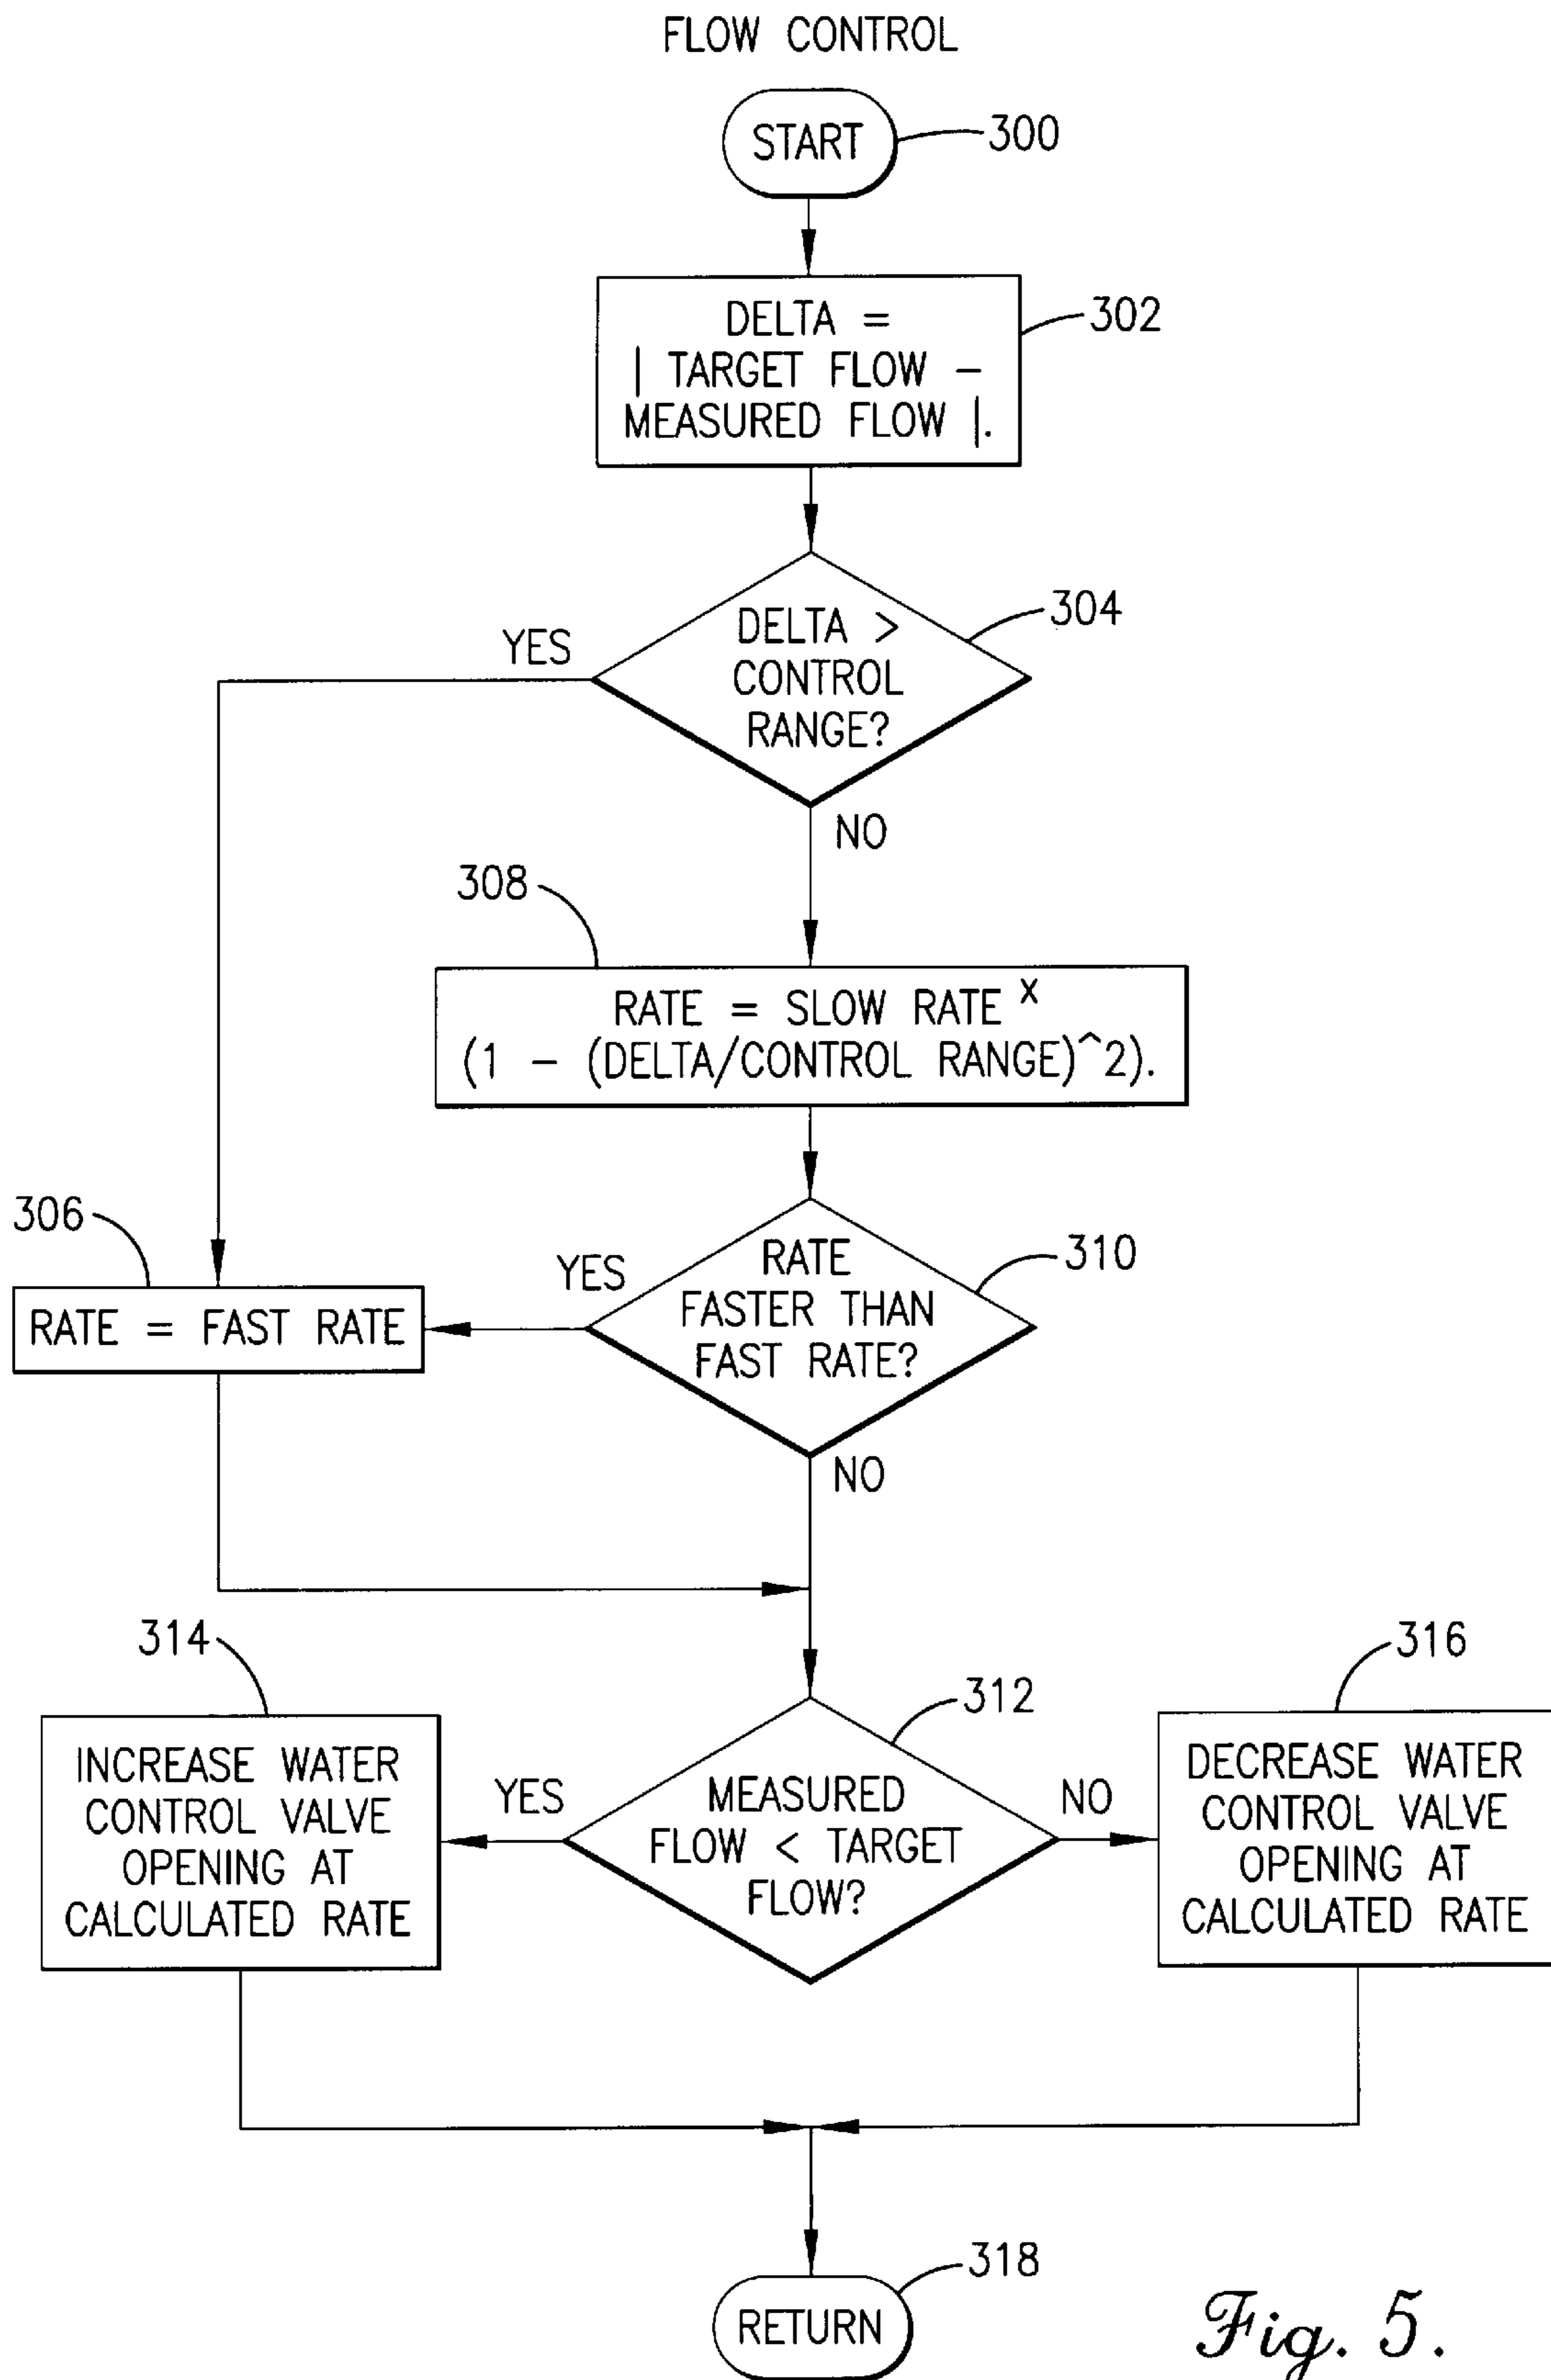 FLOW CONTROL
START
300
DELTA =
| TARGET FLOW –
MEASURED FLOW |.
302
DELTA >
CONTROL
RANGE?
304
YES
NO
308
RATE = SLOW RATE x
(1 – (DELTA/CONTROL RANGE)^2).
306
RATE = FAST RATE
YES
RATE
FASTER THAN
FAST RATE?
310
NO
314
INCREASE WATER
CONTROL VALVE
OPENING AT
CALCULATED RATE
YES
MEASURED
FLOW < TARGET
FLOW?
312
NO
316
DECREASE WATER
CONTROL VALVE
OPENING AT
CALCULATED RATE
RETURN
318
Fig. 5.